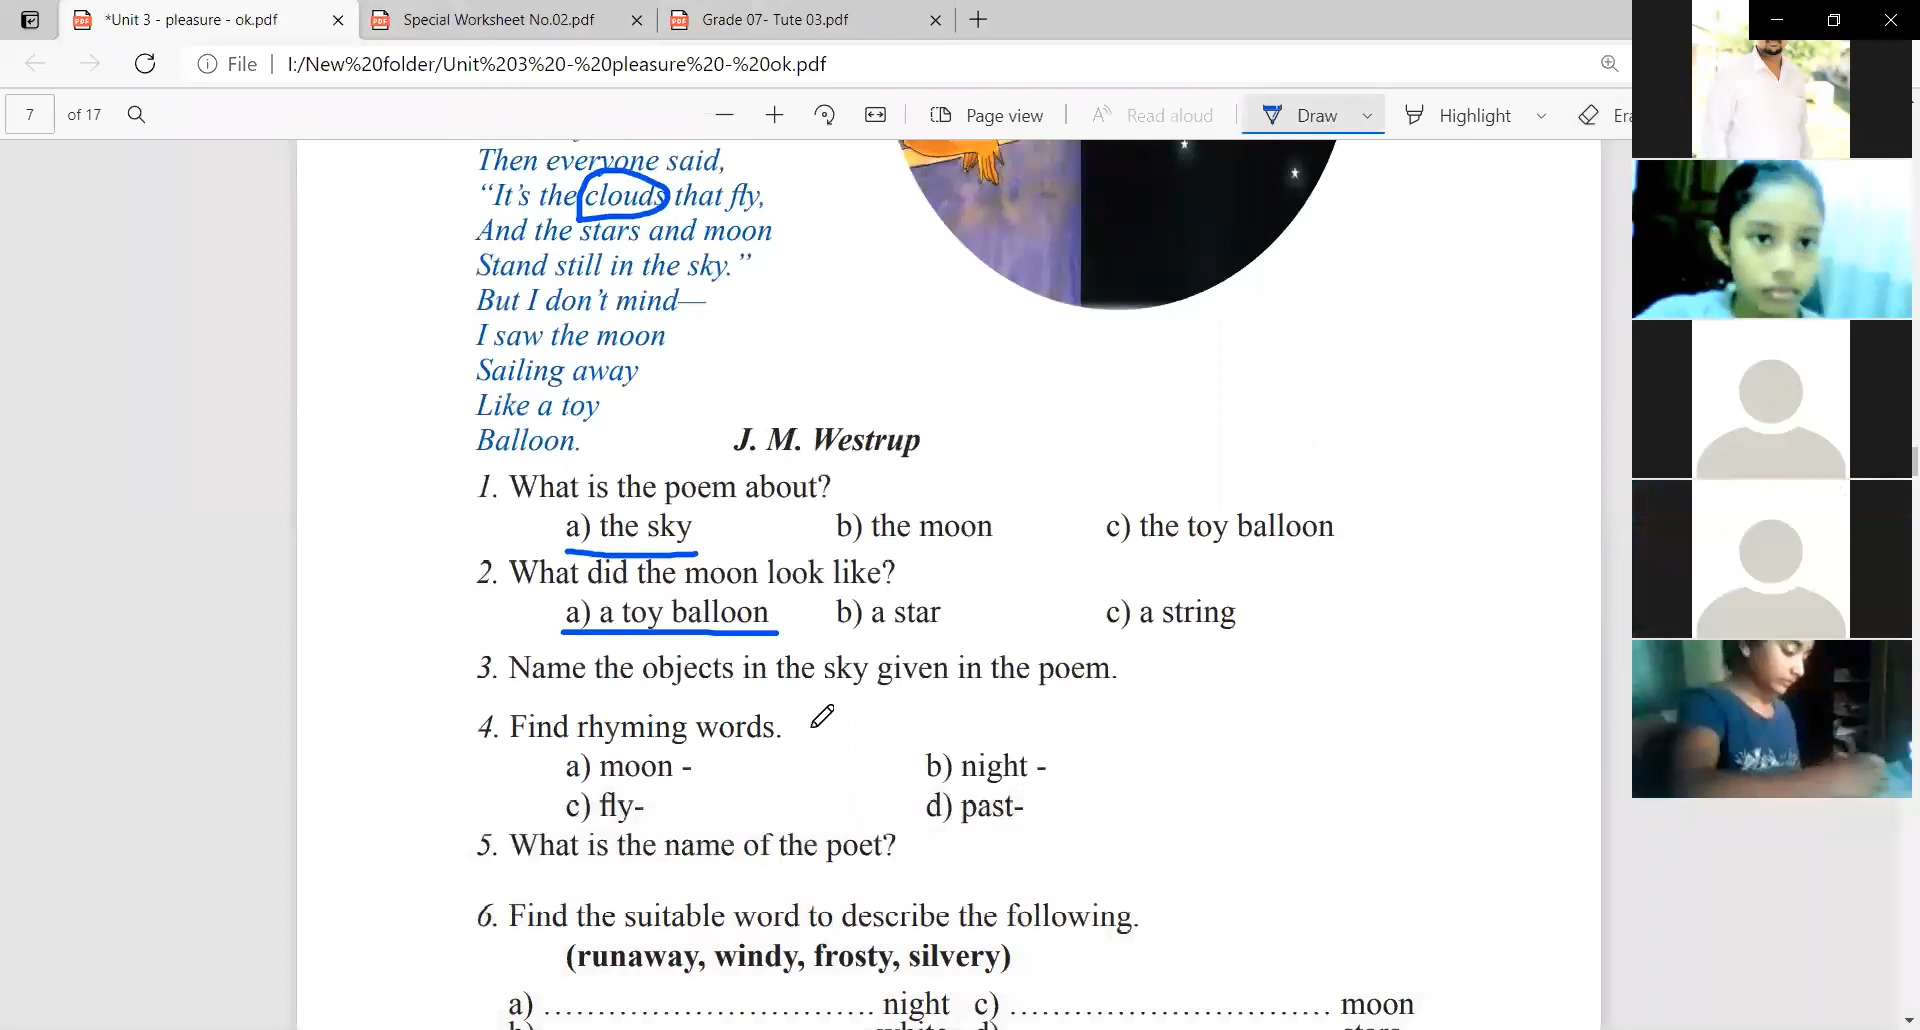 *Unit 3 - pleasure - ok.pdf
Special Worksheet No.02.pdf
Grade 07- Tute 03.pdf
File
I:/New%20folder/Unit%203%20-%20pleasure%20-%20ok.pdf
7 of 17
Page view
Read aloud
Draw
Highlight
Then everyone said,
“It’s the clouds that fly,
And the stars and moon
Stand still in the sky.”
But I don’t mind—
I saw the moon
Sailing away
Like a toy
Balloon. J. M. Westrup
1. What is the poem about?
a) the sky b) the moon c) the toy balloon
2. What did the moon look like?
a) a toy balloon b) a star c) a string
3. Name the objects in the sky given in the poem.
4. Find rhyming words.
a) moon - b) night -
c) fly- d) past-
5. What is the name of the poet?
6. Find the suitable word to describe the following.
(runaway, windy, frosty, silvery)
a) ................................ night c) ............................... moon